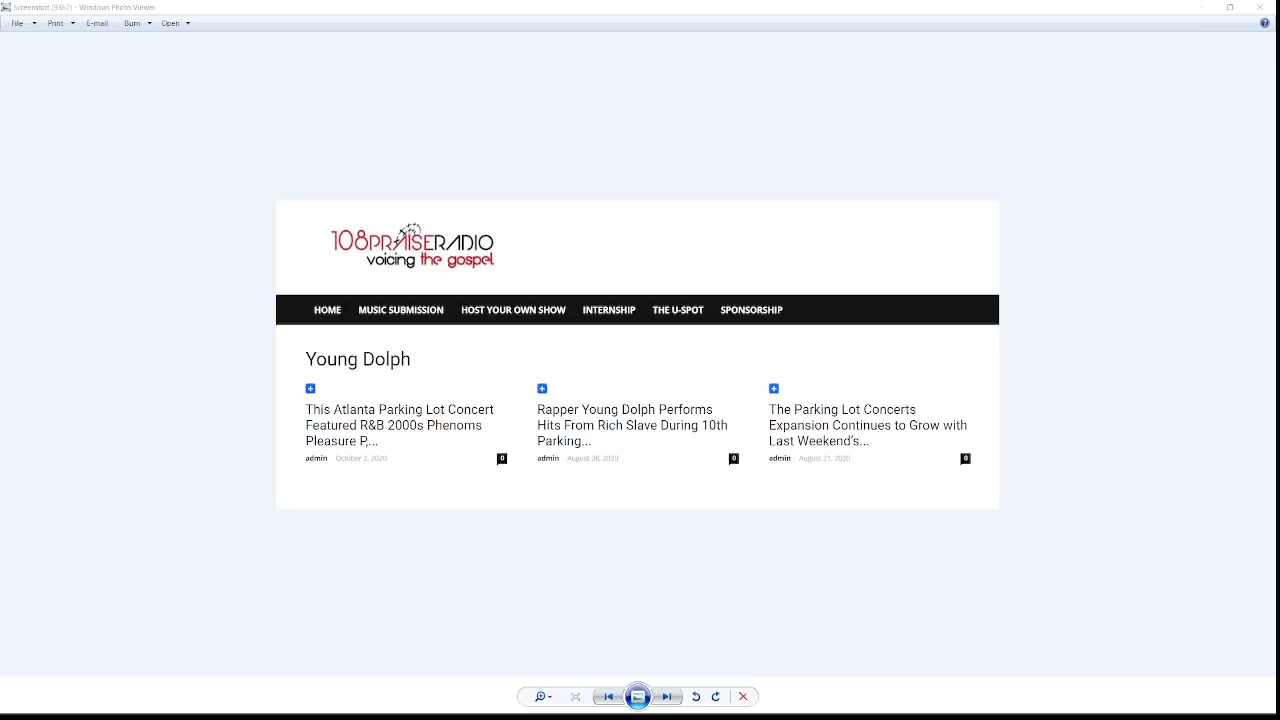 Screenshot (9367) - Windows Photo Viewer
File Print E-mail Burn Open
108PRAISERADIO
voicing the gospel
HOME MUSIC SUBMISSION HOST YOUR OWN SHOW INTERNSHIP THE U-SPOT SPONSORSHIP
Young Dolph
This Atlanta Parking Lot Concert
Featured R&B 2000s Phenoms
Pleasure P,...
admin - October 2, 2020 0
Rapper Young Dolph Performs
Hits From Rich Slave During 10th
Parking...
admin - August 28, 2020 0
The Parking Lot Concerts
Expansion Continues to Grow with
Last Weekend's...
admin - August 21, 2020 0